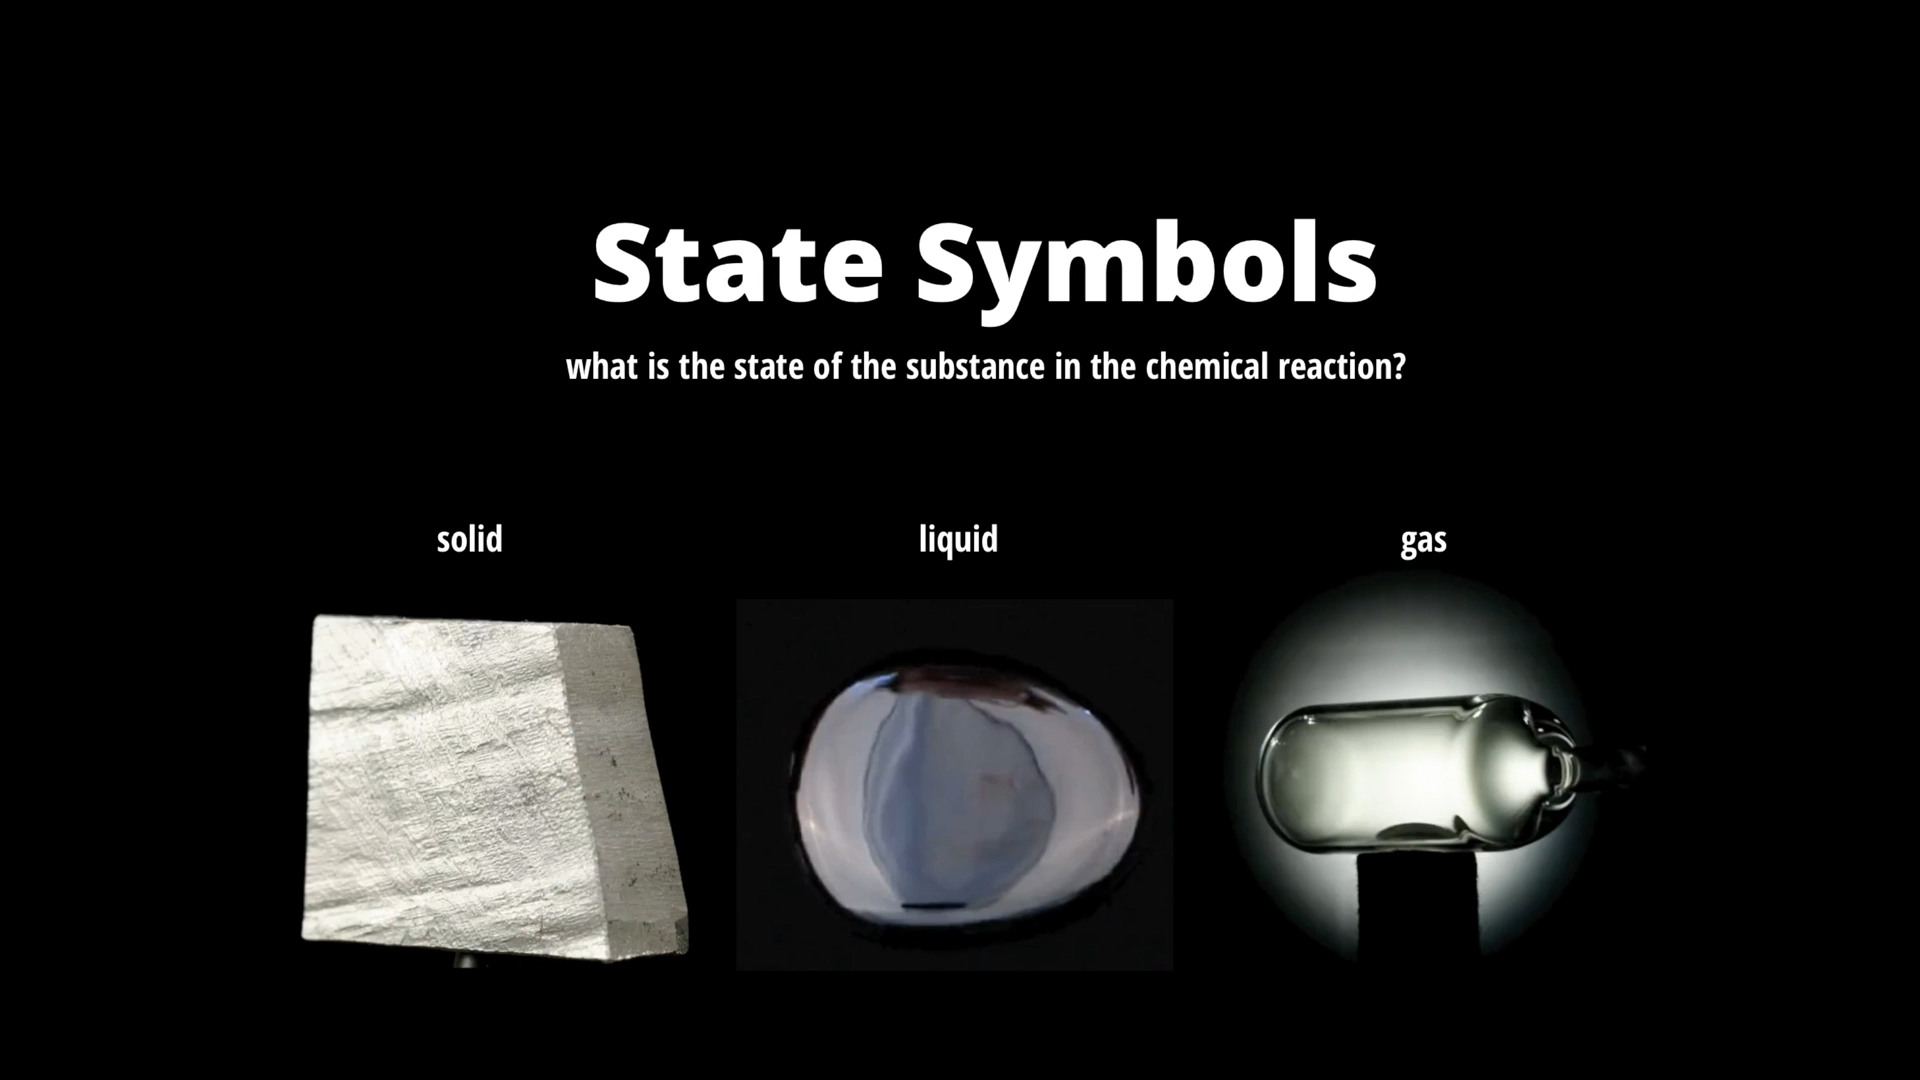 State Symbols
what is the state of the substance in the chemical reaction?
solid
liquid
gas